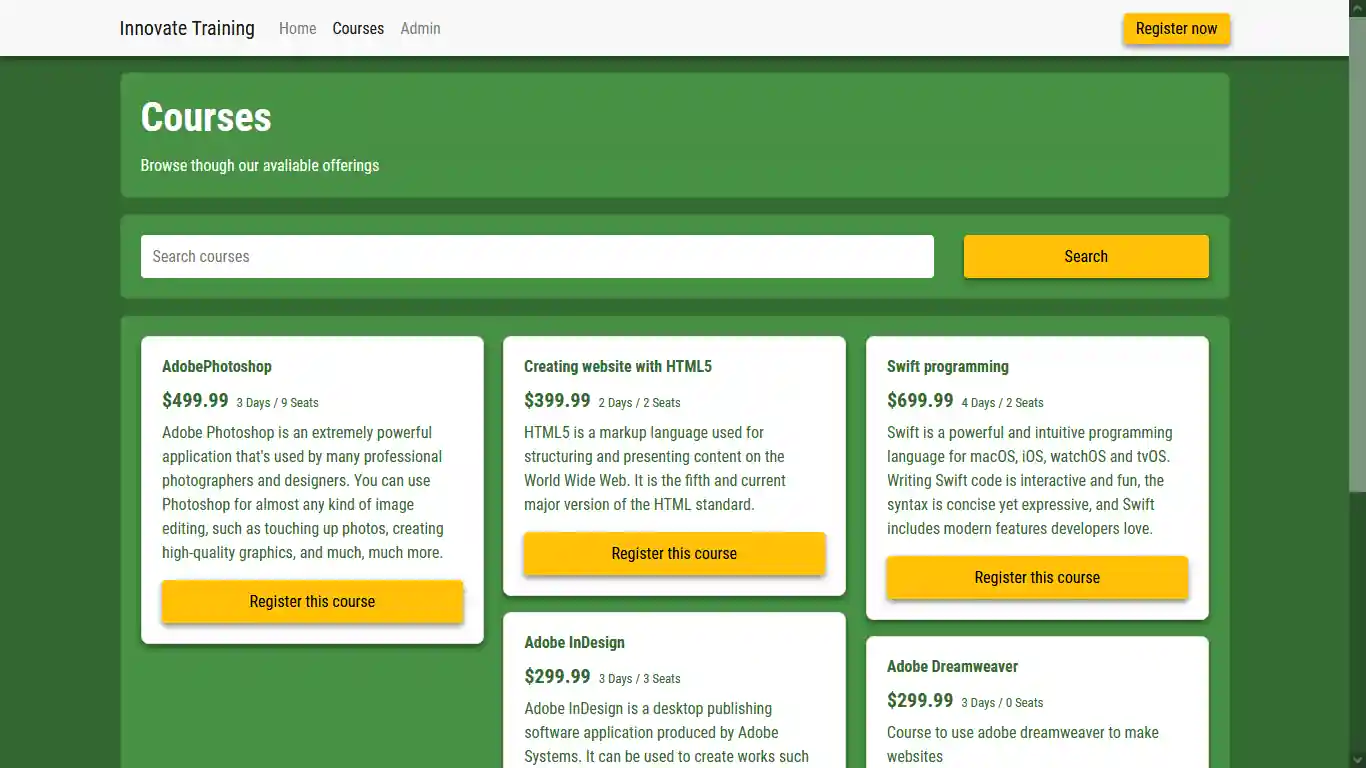 Innovate Training Home Courses Admin Register now
Courses
Browse though our avaliable offerings
Search courses Search
AdobePhotoshop
$499.99 3 Days / 9 Seats
Adobe Photoshop is an extremely powerful
application that's used by many professional
photographers and designers. You can use
Photoshop for almost any kind of image
editing, such as touching up photos, creating
high-quality graphics, and much, much more.
Register this course
Creating website with HTML5
$399.99 2 Days / 2 Seats
HTML5 is a markup language used for
structuring and presenting content on the
World Wide Web. It is the fifth and current
major version of the HTML standard.
Register this course
Adobe InDesign
$299.99 3 Days / 3 Seats
Adobe InDesign is a desktop publishing
software application produced by Adobe
Systems. It can be used to create works such
Swift programming
$699.99 4 Days / 2 Seats
Swift is a powerful and intuitive programming
language for macOS, iOS, watchOS and tvOS.
Writing Swift code is interactive and fun, the
syntax is concise yet expressive, and Swift
includes modern features developers love.
Register this course
Adobe Dreamweaver
$299.99 3 Days / 0 Seats
Course to use adobe dreamweaver to make
websites